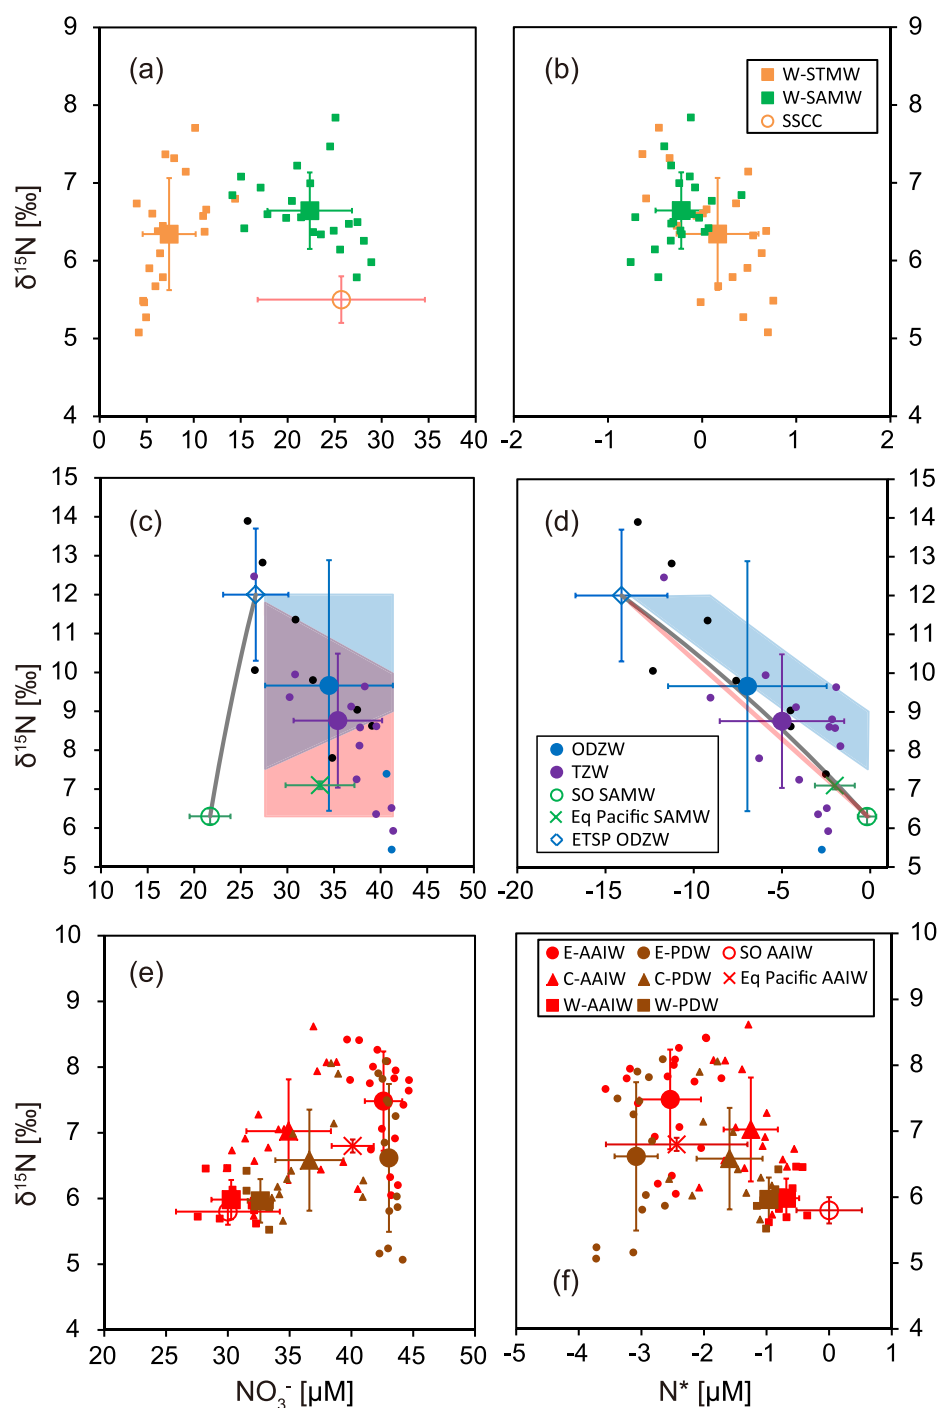 9
8
7
6
5
4
δ¹⁵N [‰]
(a)
0 5 10 15 20 25 30 35 40
(b)
W-STMW
W-SAMW
SSCC
9
8
7
6
5
4
-2 -1 0 1 2
15
14
13
12
11
10
9
8
7
6
5
δ¹⁵N [‰]
(c)
10 15 20 25 30 35 40 45
(d)
ODZW
TZW
SO SAMW
Eq Pacific SAMW
ETSP ODZW
15
14
13
12
11
10
9
8
7
6
5
-20 -15 -10 -5 0
10
9
8
7
6
5
4
δ¹⁵N [‰]
(e)
20 25 30 35 40 45 50
NO₃⁻ [µM]
E-AAIW E-PDW SO AAIW
C-AAIW C-PDW Eq Pacific AAIW
W-AAIW W-PDW
(f)
10
9
8
7
6
5
4
-5 -4 -3 -2 -1 0 1
N* [µM]